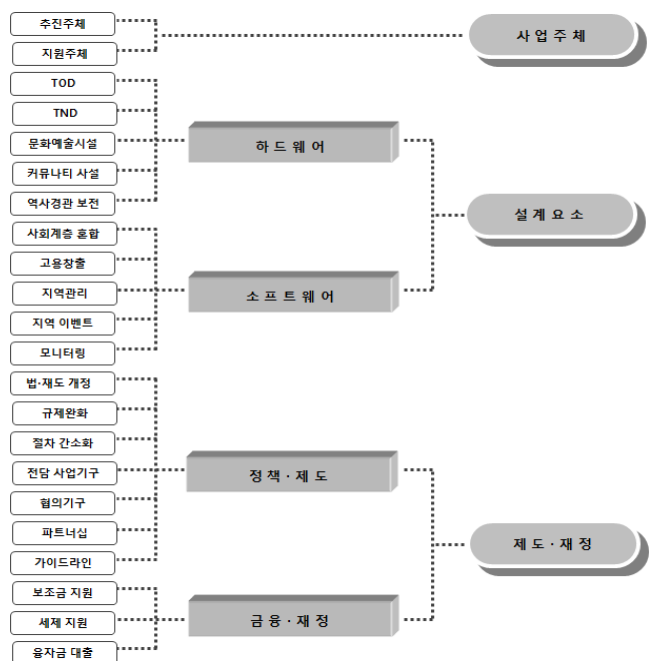 추진주체
지원주체
TOD
TND
문화예술시설
커뮤나티 사설
역사경관 보전
사회계층 혼합
고용창출
지역관리
지역 이벤트
모니터링
법·재도 개정
규제완화
절차 간소화
전담 사업기구
협의기구
파트너십
가이드라인
보조금 지원
세제 지원
융자금 대출
하드웨어
소프트웨어
정책·제도
금융·재정
사업주체
설계요소
제도·재정